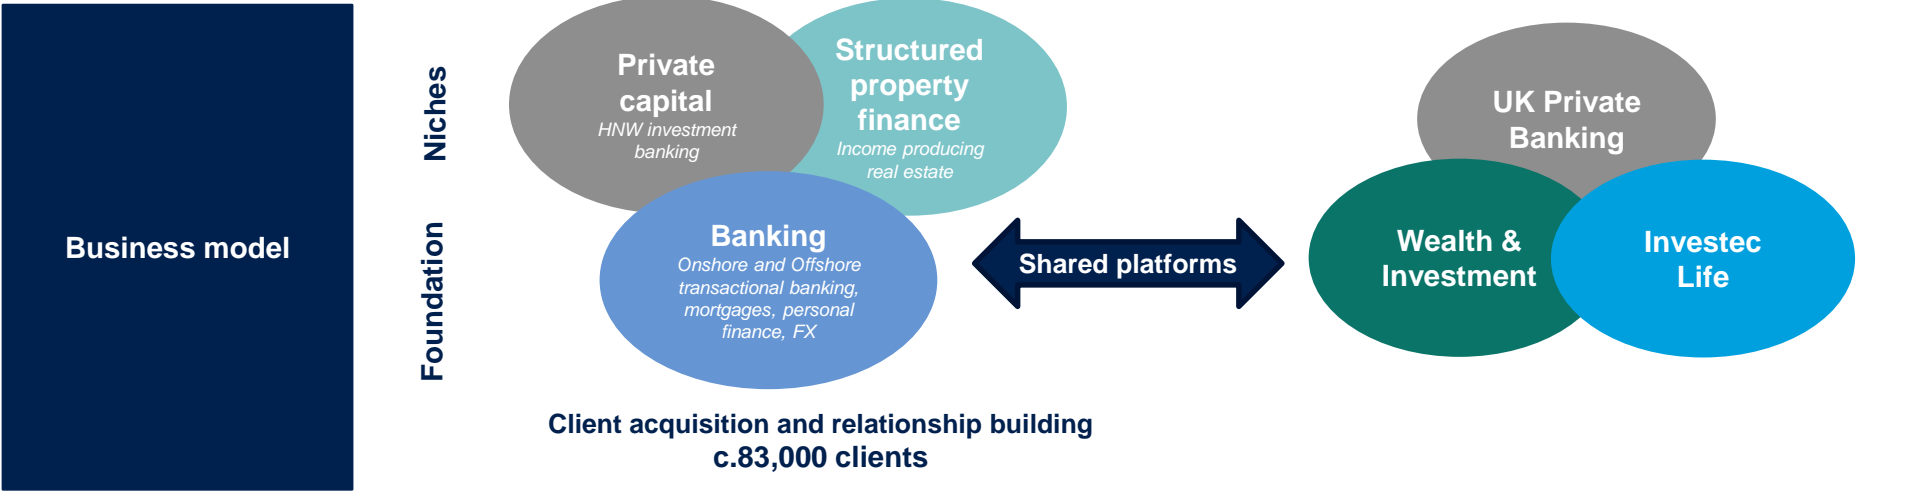 Business model
Niches
Foundation
Private
capital
HNW investment
banking
Structured
property
finance
Income producing
real estate
Banking
Onshore and Offshore
transactional banking,
mortgages, personal
finance, FX
Client acquisition and relationship building
c.83,000 clients
Shared platforms
UK Private
Banking
Wealth &
Investment
Investec
Life